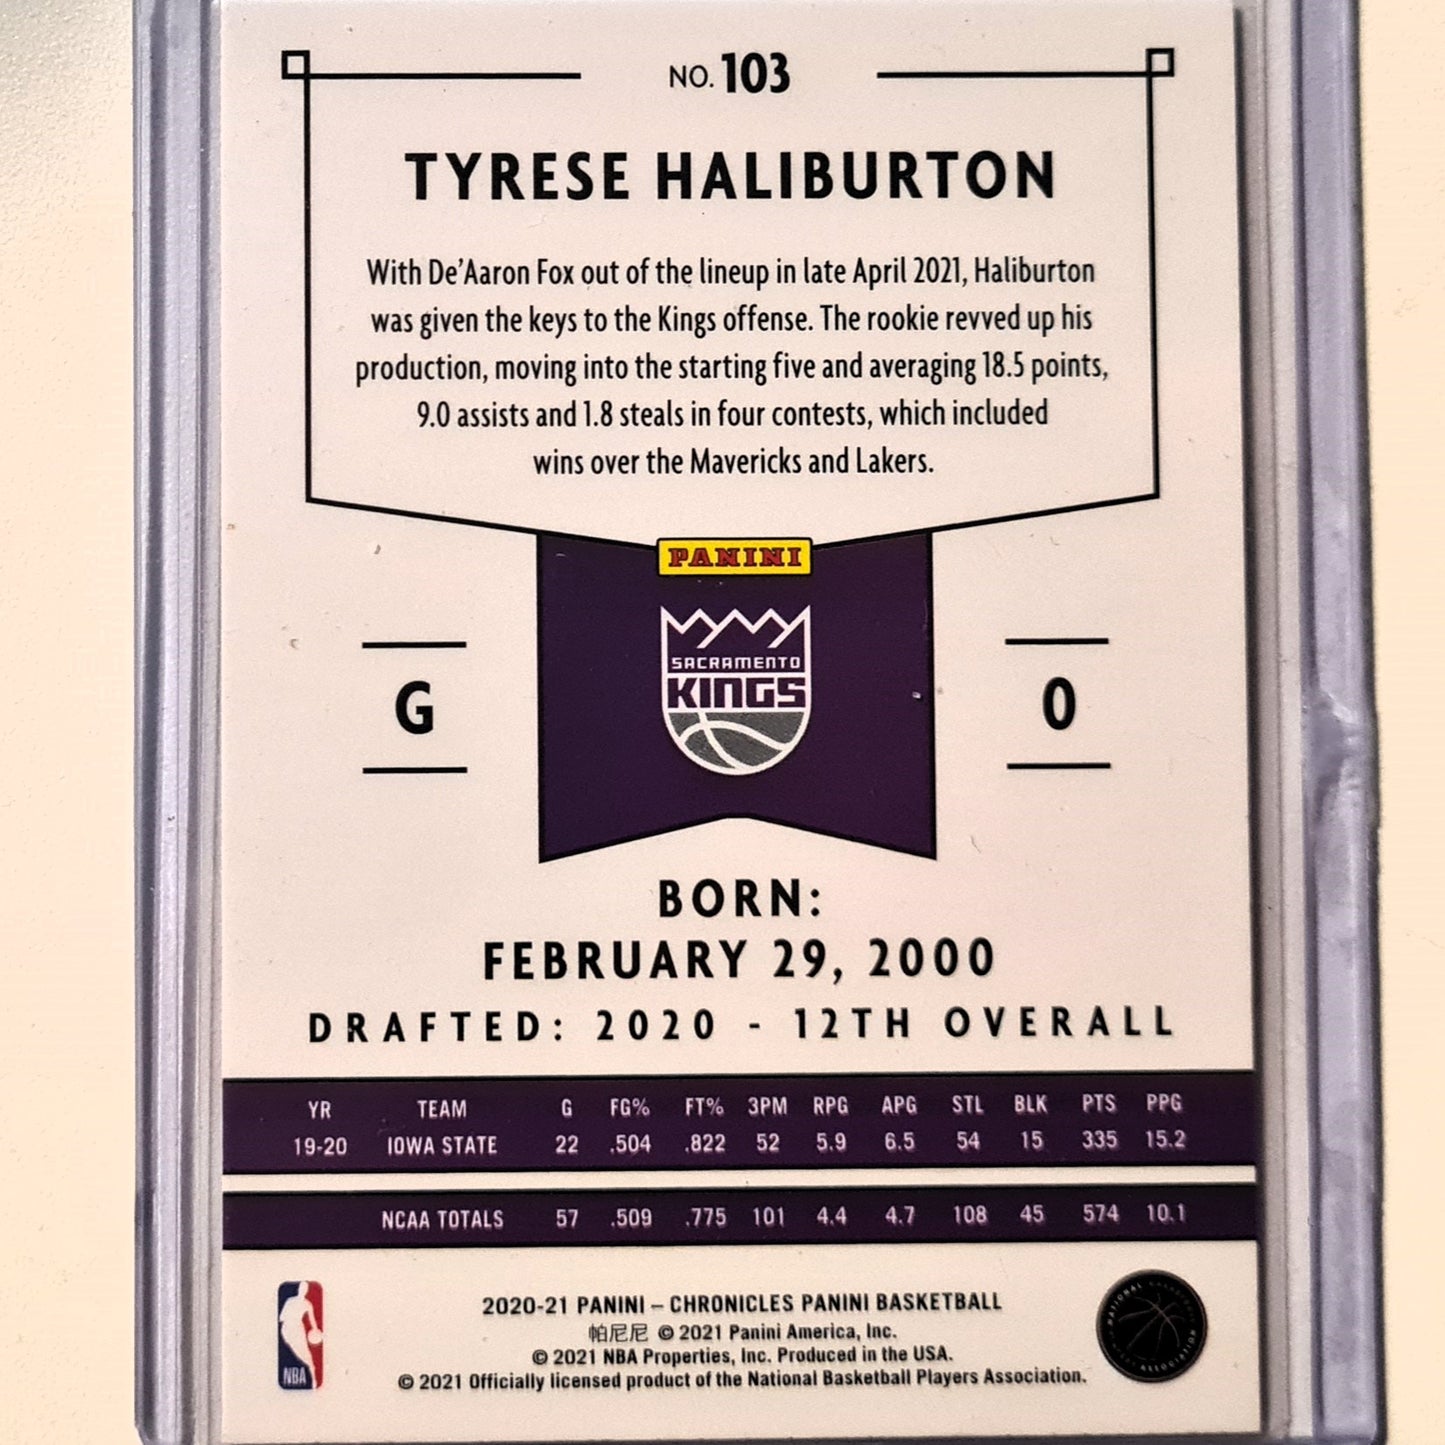 NO. 103
TYRESE HALIBURTON
With De'Aaron Fox out of the lineup in late April 2021, Haliburton
was given the keys to the Kings offense. The rookie revved up his
production, moving into the starting five and averaging 18.5 points,
9.0 assists and 1.8 steals in four contests, which included
wins over the Mavericks and Lakers.
PANINI
SACRAMENTO
KINGS
G
0
BORN:
FEBRUARY 29, 2000
DRAFTED: 2020 - 12TH OVERALL
YR TEAM G FG% FT% 3PM RPG APG STL BLK PTS PPG
19-20 IOWA STATE 22 .504 .822 52 5.9 6.5 54 15 335 15.2
NCAA TOTALS 57 .509 .775 101 4.4 4.7 108 45 574 10.1
2020-21 PANINI – CHRONICLES PANINI BASKETBALL
帕尼尼 © 2021 Panini America, Inc.
© 2021 NBA Properties, Inc. Produced in the USA.
© 2021 Officially licensed product of the National Basketball Players Association.
NBA
NATIONAL BASKETBALL
ASSOCIATION